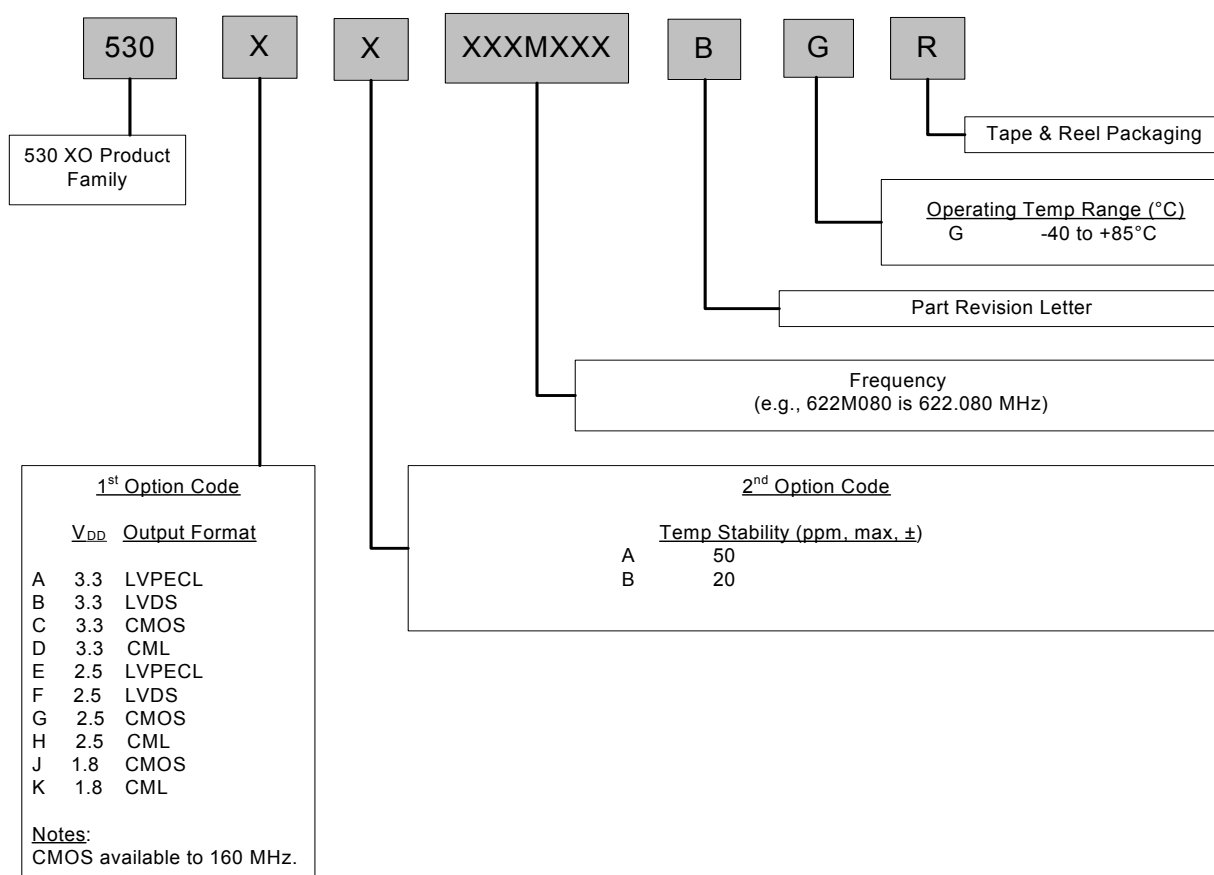 530 X X XXXMXXX B G R
530 XO Product
Family
Tape & Reel Packaging
Operating Temp Range (°C)
G -40 to +85°C
Part Revision Letter
Frequency
(e.g., 622M080 is 622.080 MHz)
1st Option Code
VDD Output Format
A 3.3 LVPECL
B 3.3 LVDS
C 3.3 CMOS
D 3.3 CML
E 2.5 LVPECL
F 2.5 LVDS
G 2.5 CMOS
H 2.5 CML
J 1.8 CMOS
K 1.8 CML
Notes:
CMOS available to 160 MHz.
2nd Option Code
Temp Stability (ppm, max, ±)
A 50
B 20